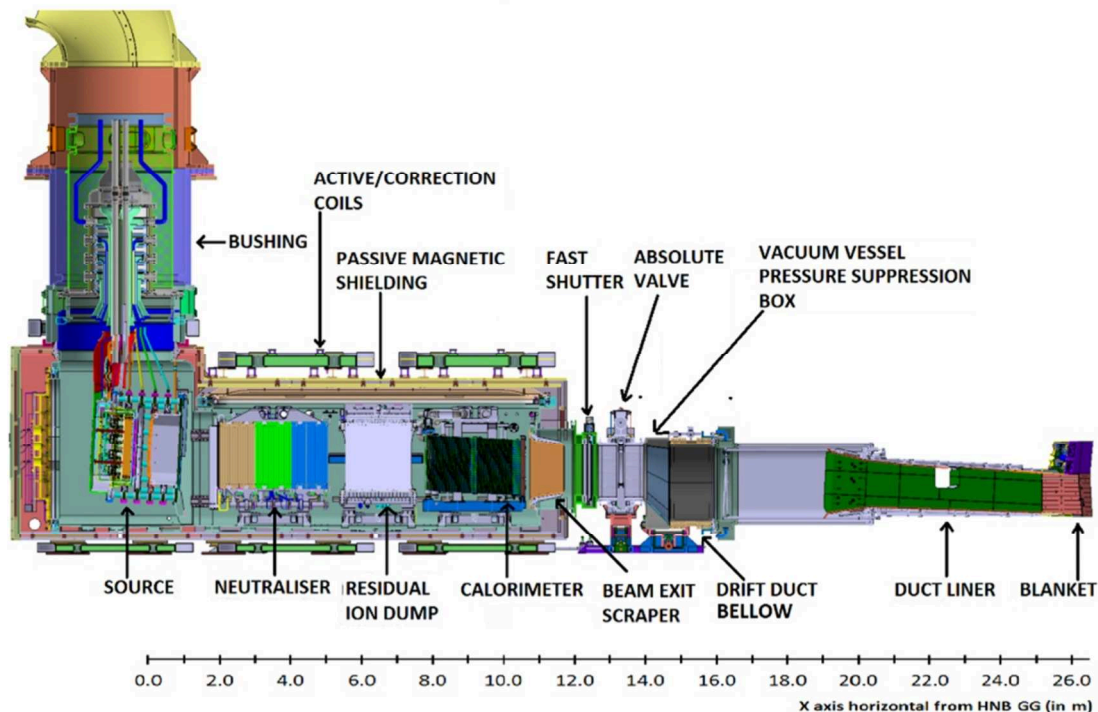 ACTIVE/CORRECTION
COILS
BUSHING
PASSIVE MAGNETIC
SHIELDING
FAST
SHUTTER
ABSOLUTE
VALVE
VACUUM VESSEL
PRESSURE SUPPRESSION
BOX
SOURCE
NEUTRALISER
RESIDUAL
ION DUMP
CALORIMETER
BEAM EXIT
SCRAPER
DRIFT DUCT
BELLOW
DUCT LINER
BLANKET
0.0 2.0 4.0 6.0 8.0 10.0 12.0 14.0 16.0 18.0 20.0 22.0 24.0 26.0
X axis horizontal from HNB GG (in m)